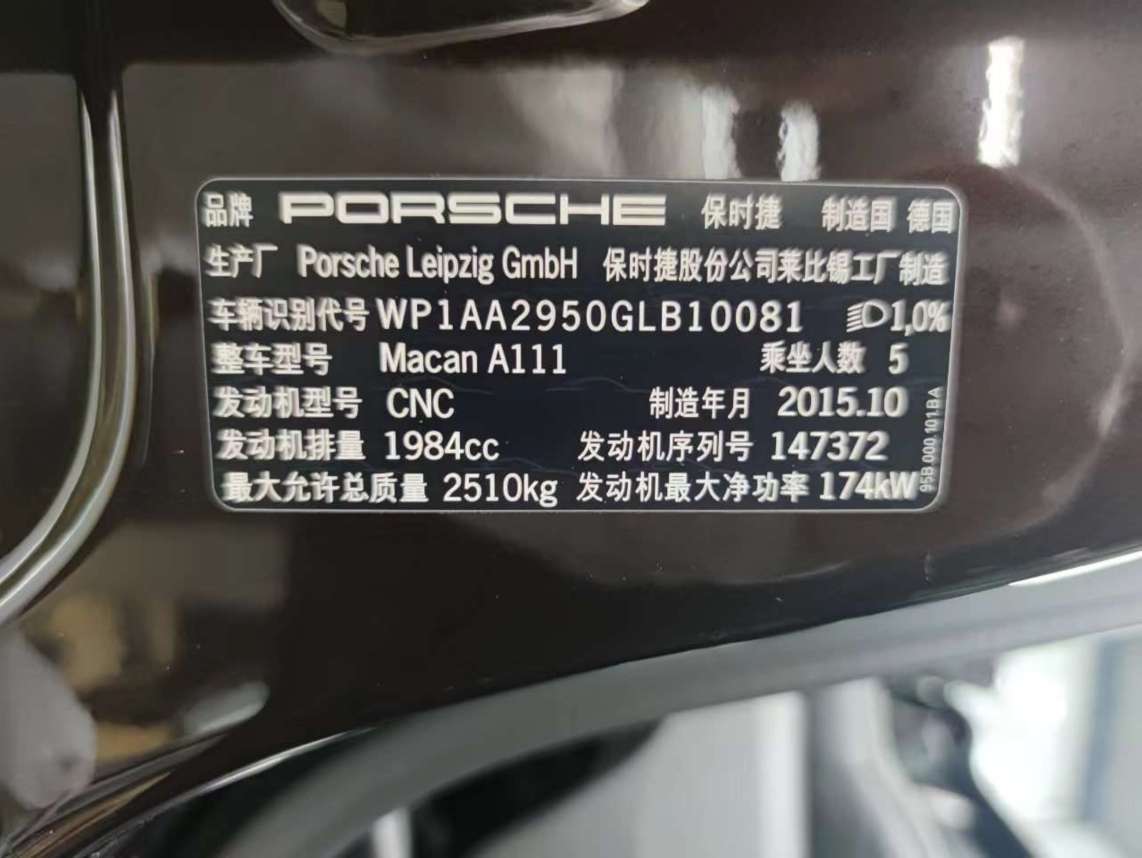 品牌 PORSCHE 保时捷 制造国 德国
生产厂 Porsche Leipzig GmbH 保时捷股份公司莱比锡工厂制造
车辆识别代号 WP1AA2950GLB10081 1,0%
整车型号 Macan A111 乘坐人数 5
发动机型号 CNC 制造年月 2015.10
发动机排量 1984cc 发动机序列号 147372
最大允许总质量 2510kg 发动机最大净功率 174kW
95B.000.101.BA